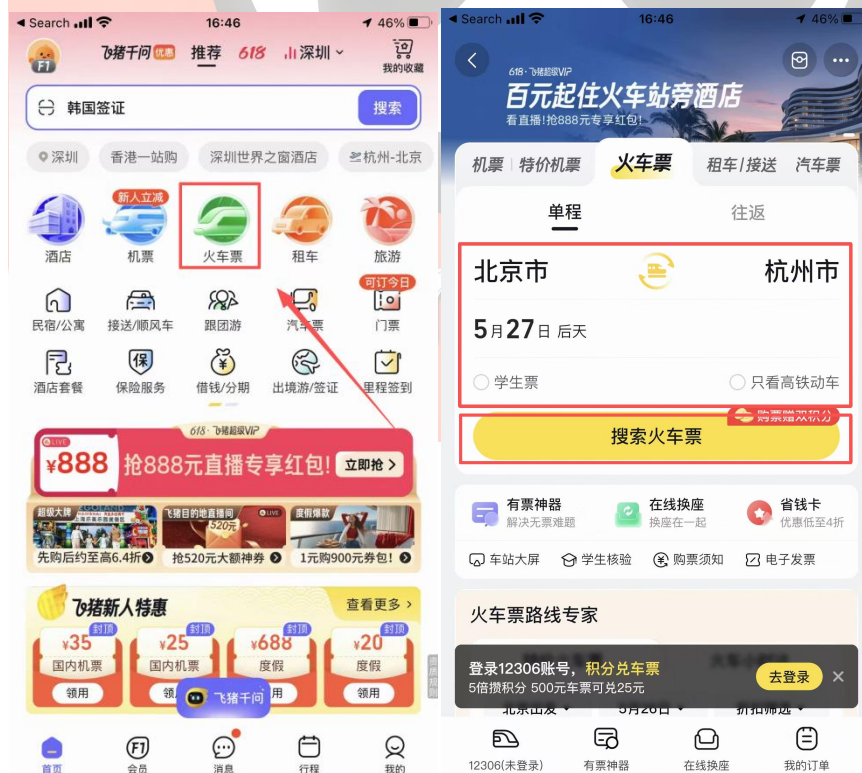 Search
16:46
46%
F1
飞猪千问
优惠
推荐
618
深圳
我的收藏
韩国签证
搜索
深圳
香港一站购
深圳世界之窗酒店
杭州-北京
新人立减
酒店
机票
火车票
租车
旅游
可订今日
民宿/公寓
接送/顺风车
跟团游
汽车票
门票
保
酒店套餐
保险服务
借钱/分期
出境游/签证
里程签到
618·飞猪超级VIP
LIVE
¥888
抢888元直播专享红包!
立即抢
超级大牌
飞猪目的地直播间
LIVE
度假爆款
520元
先购后约至高6.4折
抢520元大额神券
1元购900元券包!
飞猪新人特惠
查看更多
封顶
封顶
封顶
封顶
¥35
¥25
¥688
¥20
国内机票
国内机票
度假
度假
领用
领
用
领用
飞猪千问
首页
会员
消息
行程
我的
Search
16:46
46%
618·飞猪超级VIP
百元起住火车站旁酒店
看直播!抢888元专享红包!
机票
特价机票
火车票
租车/接送
汽车票
单程
往返
北京市
杭州市
5月27日 后天
学生票
只看高铁动车
购票赠双积分
搜索火车票
有票神器
解决无票难题
在线换座
换座在一起
省钱卡
优惠低至4折
车站大屏
学生核验
购票须知
电子发票
火车票路线专家
登录12306账号，积分兑车票
5倍攒积分 500元车票可兑25元
去登录
北京出发
5月26日
折扣筛选
12306(未登录)
有票神器
在线换座
我的订单